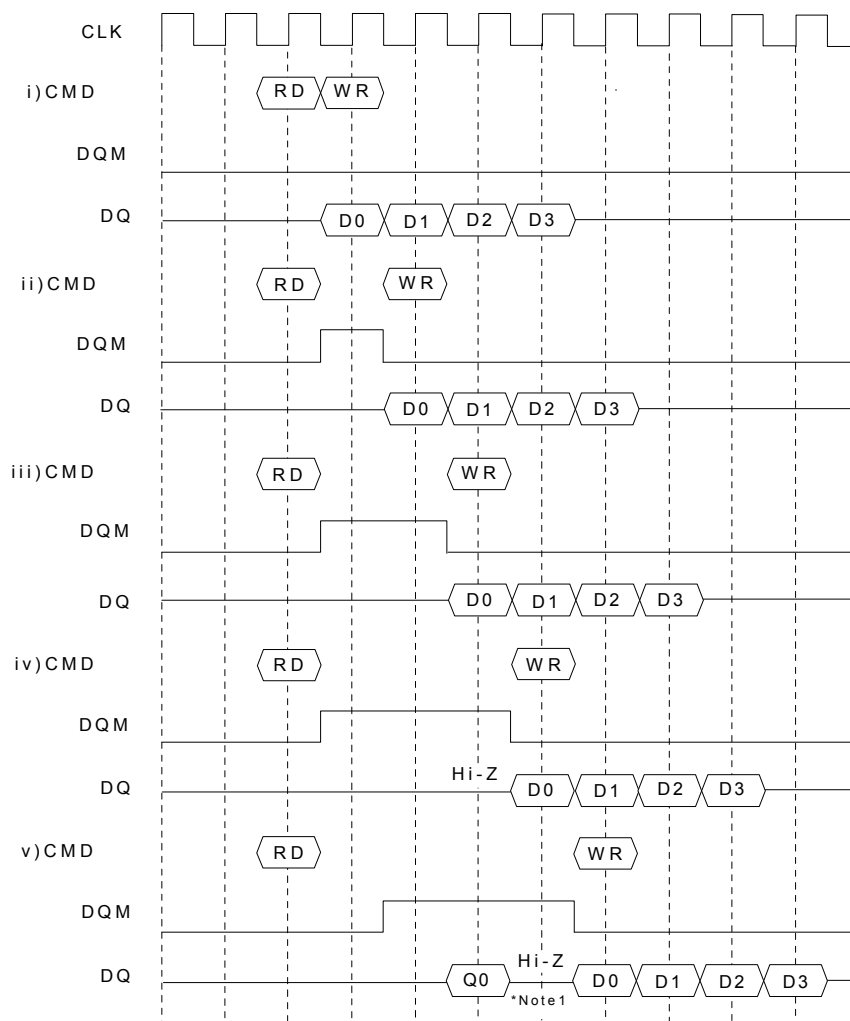 CLK
i)CMD RD WR
DQM
DQ D0 D1 D2 D3
ii)CMD RD WR
DQM
DQ D0 D1 D2 D3
iii)CMD RD WR
DQM
DQ D0 D1 D2 D3
iv)CMD RD WR
DQM
Hi-Z
DQ D0 D1 D2 D3
v)CMD RD WR
DQM
Hi-Z
DQ Q0 D0 D1 D2 D3
*Note1